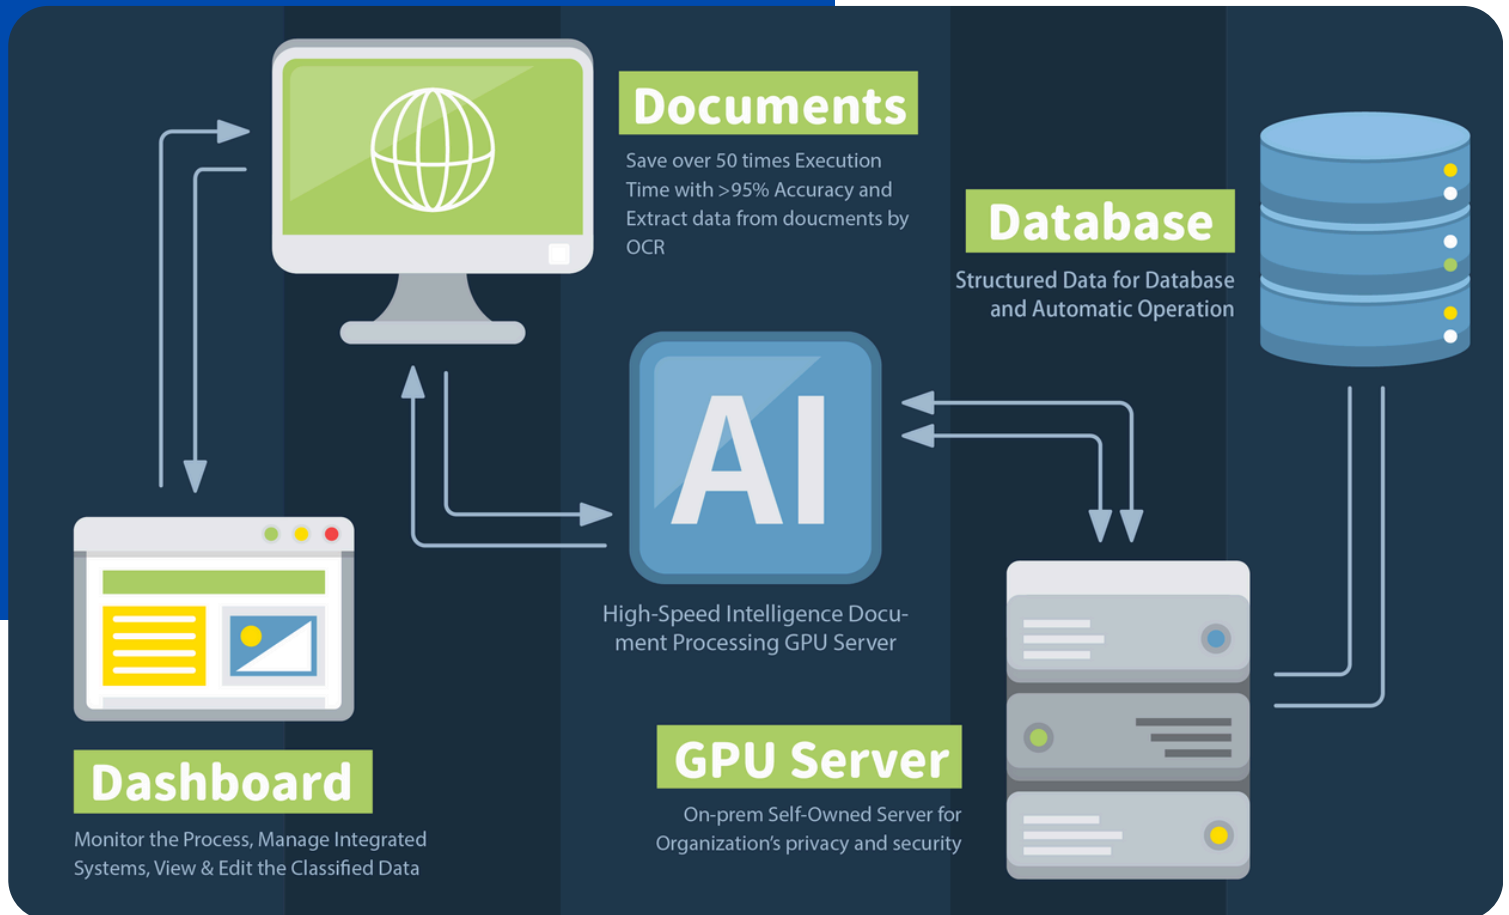 Documents
Save over 50 times Execution
Time with >95% Accuracy and
Extract data from doucments by
OCR
Database
Structured Data for Database
and Automatic Operation
AI
High-Speed Intelligence Docu-
ment Processing GPU Server
GPU Server
On-prem Self-Owned Server for
Organization's privacy and security
Dashboard
Monitor the Process, Manage Integrated
Systems, View & Edit the Classified Data